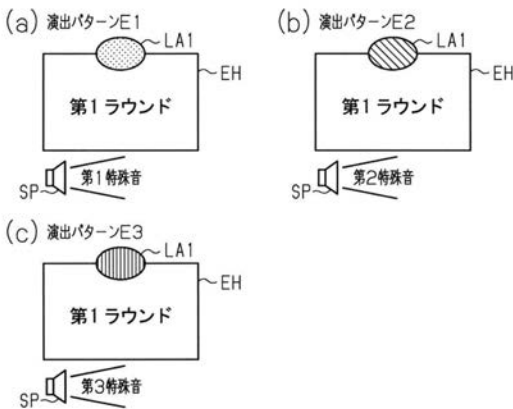 (a) 演出パターンE1
LA1
EH
第1ラウンド
SP
第1特殊音
(b) 演出パターンE2
LA1
EH
第1ラウンド
SP
第2特殊音
(c) 演出パターンE3
LA1
EH
第1ラウンド
SP
第3特殊音